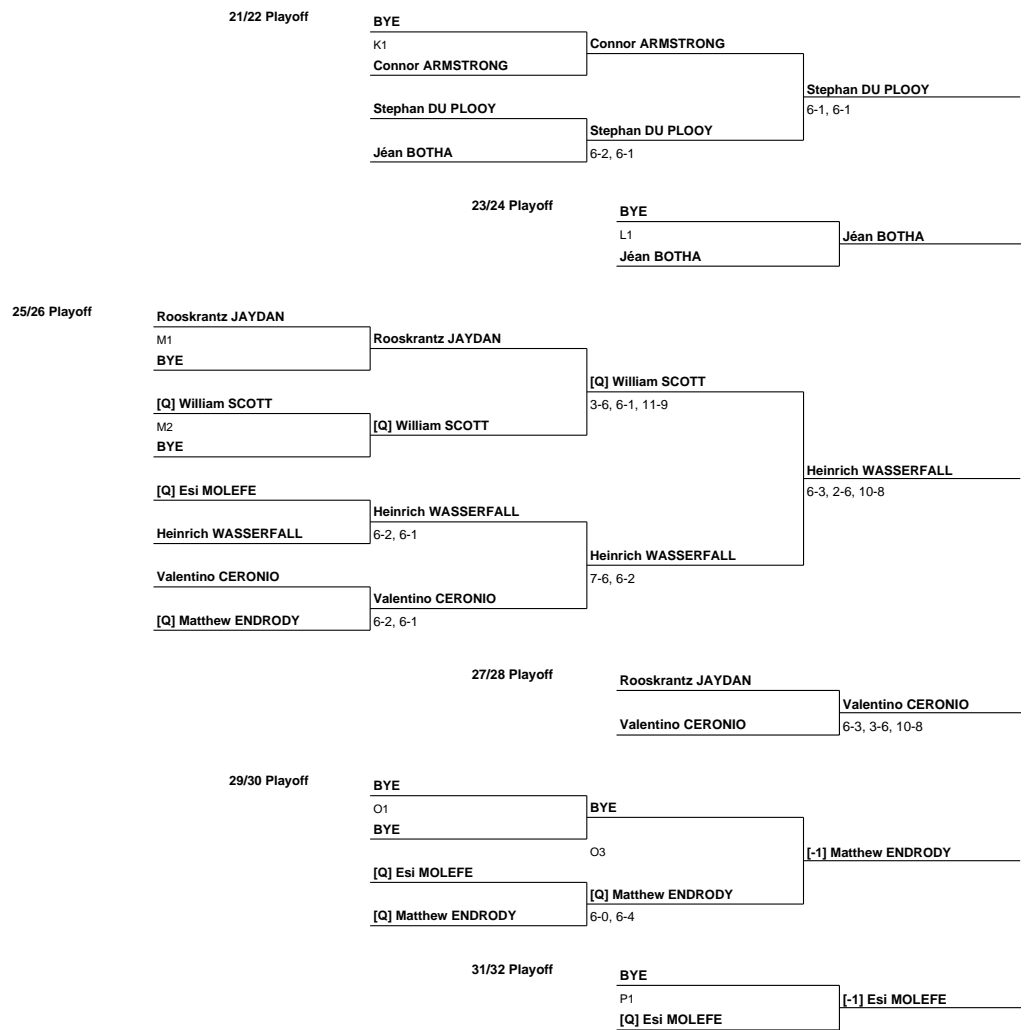 21/22 Playoff
BYE
K1
Connor ARMSTRONG
Connor ARMSTRONG
Stephan DU PLOOY
6-1, 6-1
Stephan DU PLOOY
Stephan DU PLOOY
Jéan BOTHA
6-2, 6-1
23/24 Playoff
BYE
L1
Jéan BOTHA
Jéan BOTHA
25/26 Playoff
Rooskrantz JAYDAN
M1
Rooskrantz JAYDAN
BYE
[Q] William SCOTT
3-6, 6-1, 11-9
[Q] William SCOTT
M2
[Q] William SCOTT
BYE
Heinrich WASSERFALL
6-3, 2-6, 10-8
[Q] Esi MOLEFE
Heinrich WASSERFALL
Heinrich WASSERFALL
6-2, 6-1
Heinrich WASSERFALL
7-6, 6-2
Valentino CERONIO
Valentino CERONIO
[Q] Matthew ENDRODY
6-2, 6-1
27/28 Playoff
Rooskrantz JAYDAN
Valentino CERONIO
Valentino CERONIO
6-3, 3-6, 10-8
29/30 Playoff
BYE
O1
BYE
BYE
O3
[-1] Matthew ENDRODY
[Q] Esi MOLEFE
[Q] Matthew ENDRODY
[Q] Matthew ENDRODY
6-0, 6-4
31/32 Playoff
BYE
P1
[-1] Esi MOLEFE
[Q] Esi MOLEFE